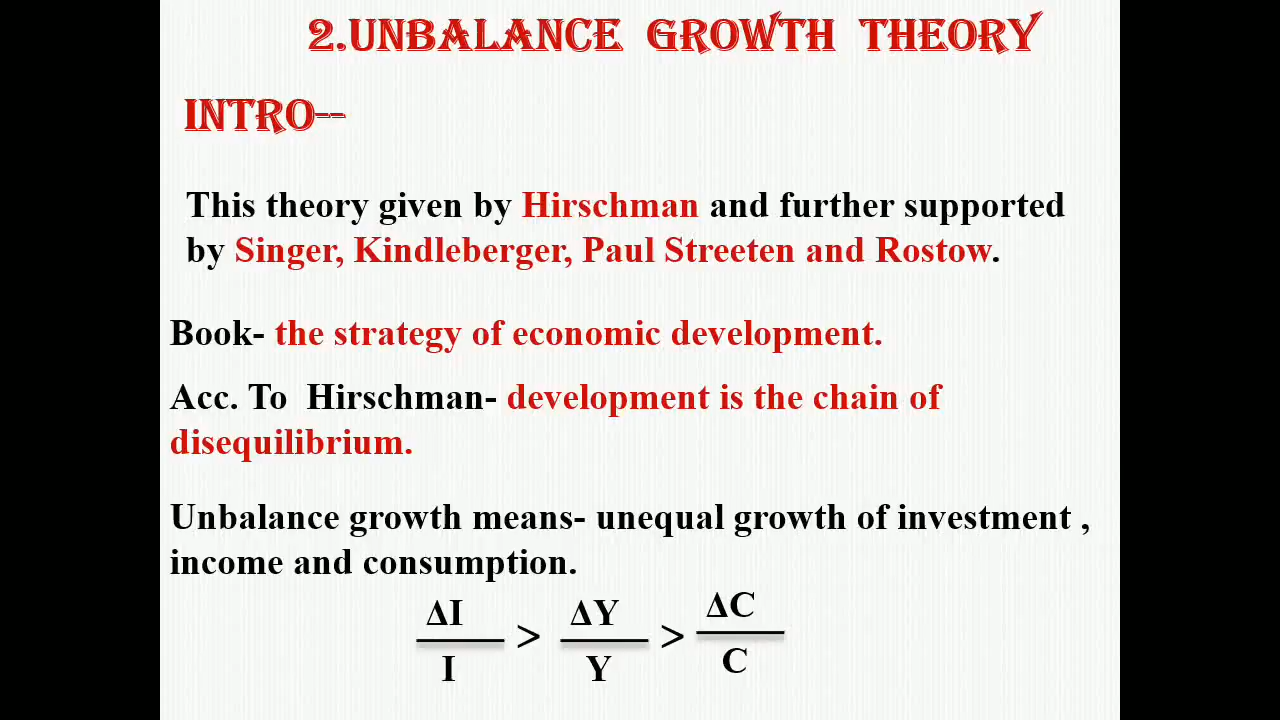 2.UNBALANCE GROWTH THEORY
INTRO--
This theory given by Hirschman and further supported
by Singer, Kindleberger, Paul Streeten and Rostow.
Book- the strategy of economic development.
Acc. To Hirschman- development is the chain of
disequilibrium.
Unbalance growth means- unequal growth of investment ,
income and consumption.
ΔI/I > ΔY/Y > ΔC/C